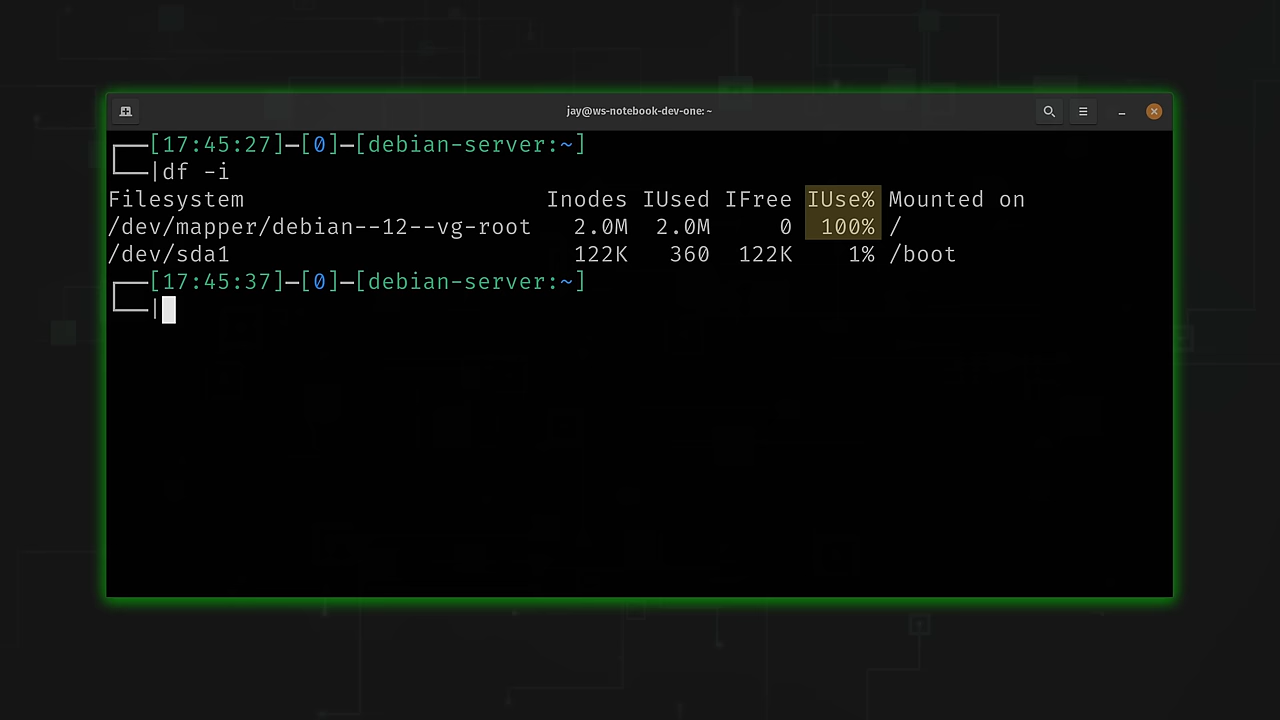 jay@ws-notebook-dev-one: ~
┌──[17:45:27]─[0]─[debian-server:~]
└──|df -i
Filesystem Inodes IUsed IFree IUse% Mounted on
/dev/mapper/debian--12--vg-root 2.0M 2.0M 0 100% /
/dev/sda1 122K 360 122K 1% /boot
┌──[17:45:37]─[0]─[debian-server:~]
└──|